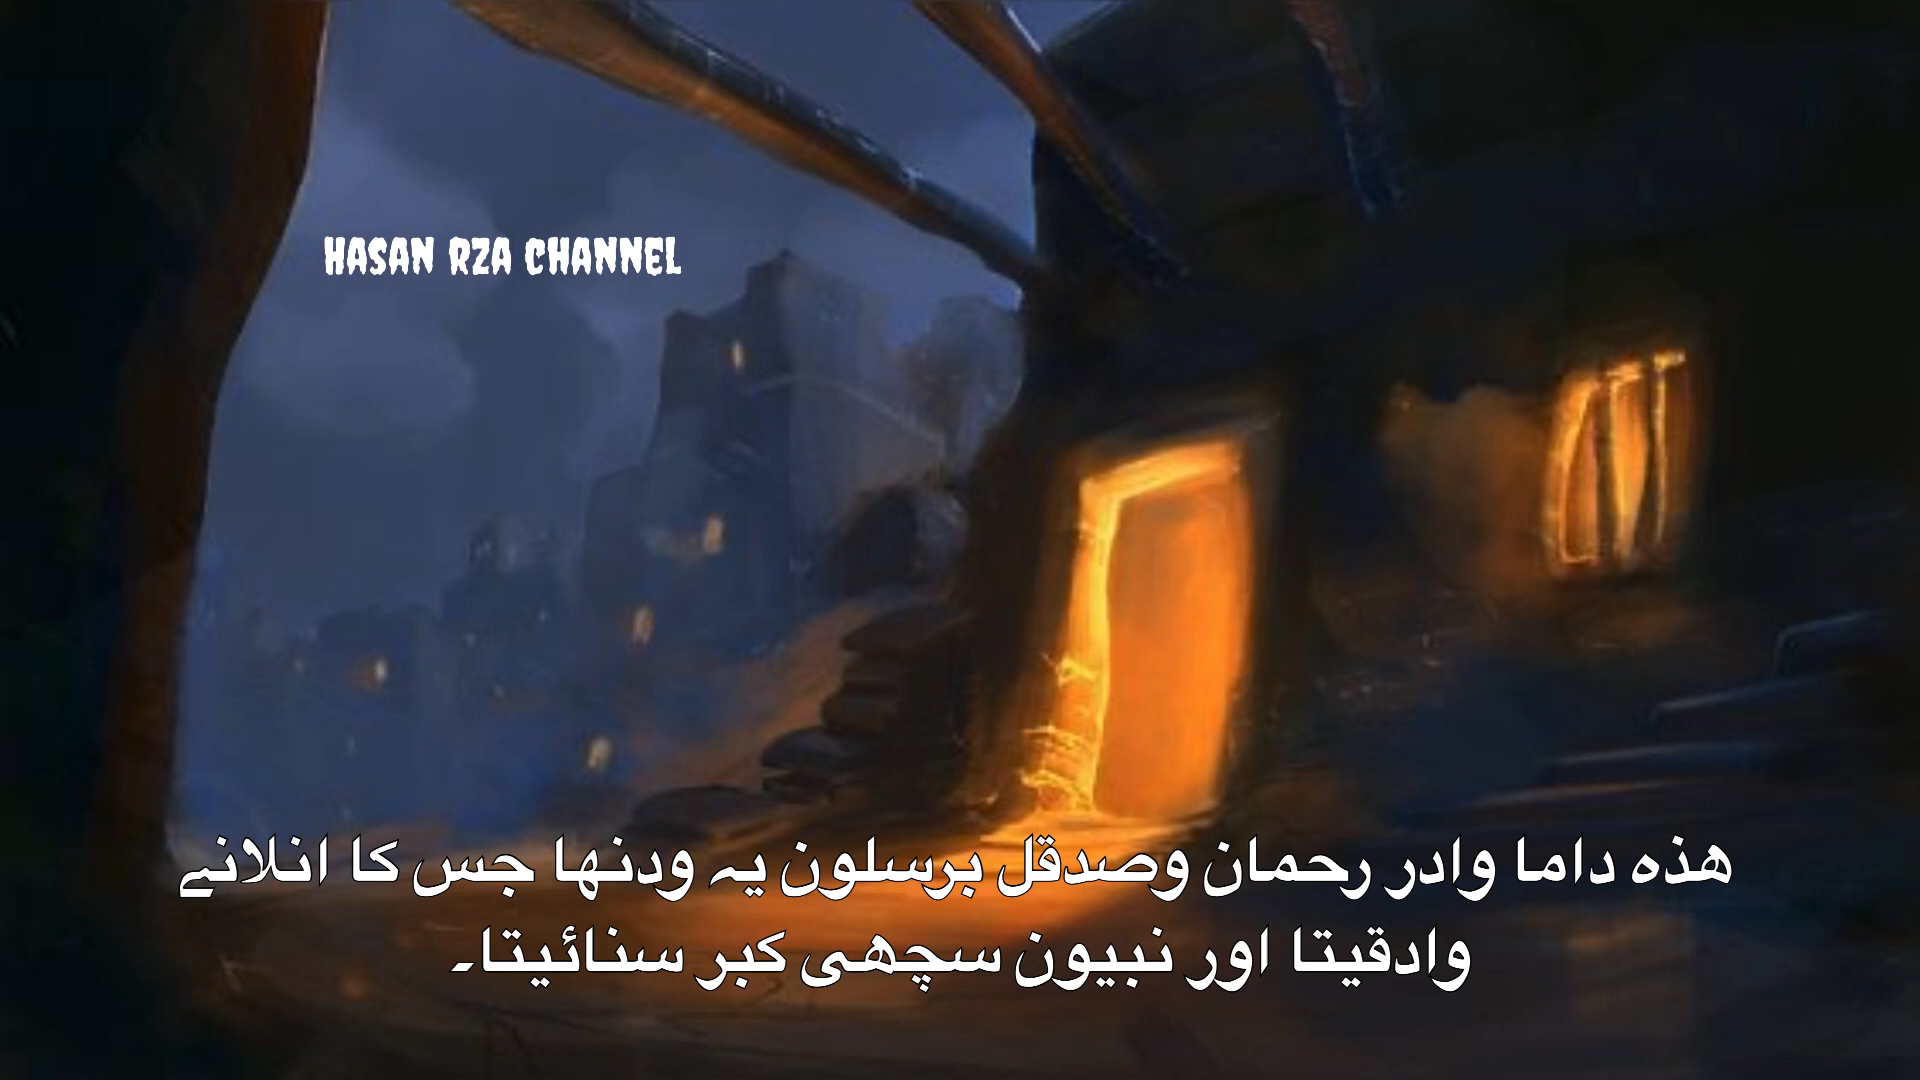 HASAN RZA CHANNEL
هذه داما وادر رحمان وصدقل برسلون یہ ودنها جس کا انلانے
وادقیتا اور نبیون سچھی کبر سنائیتا۔